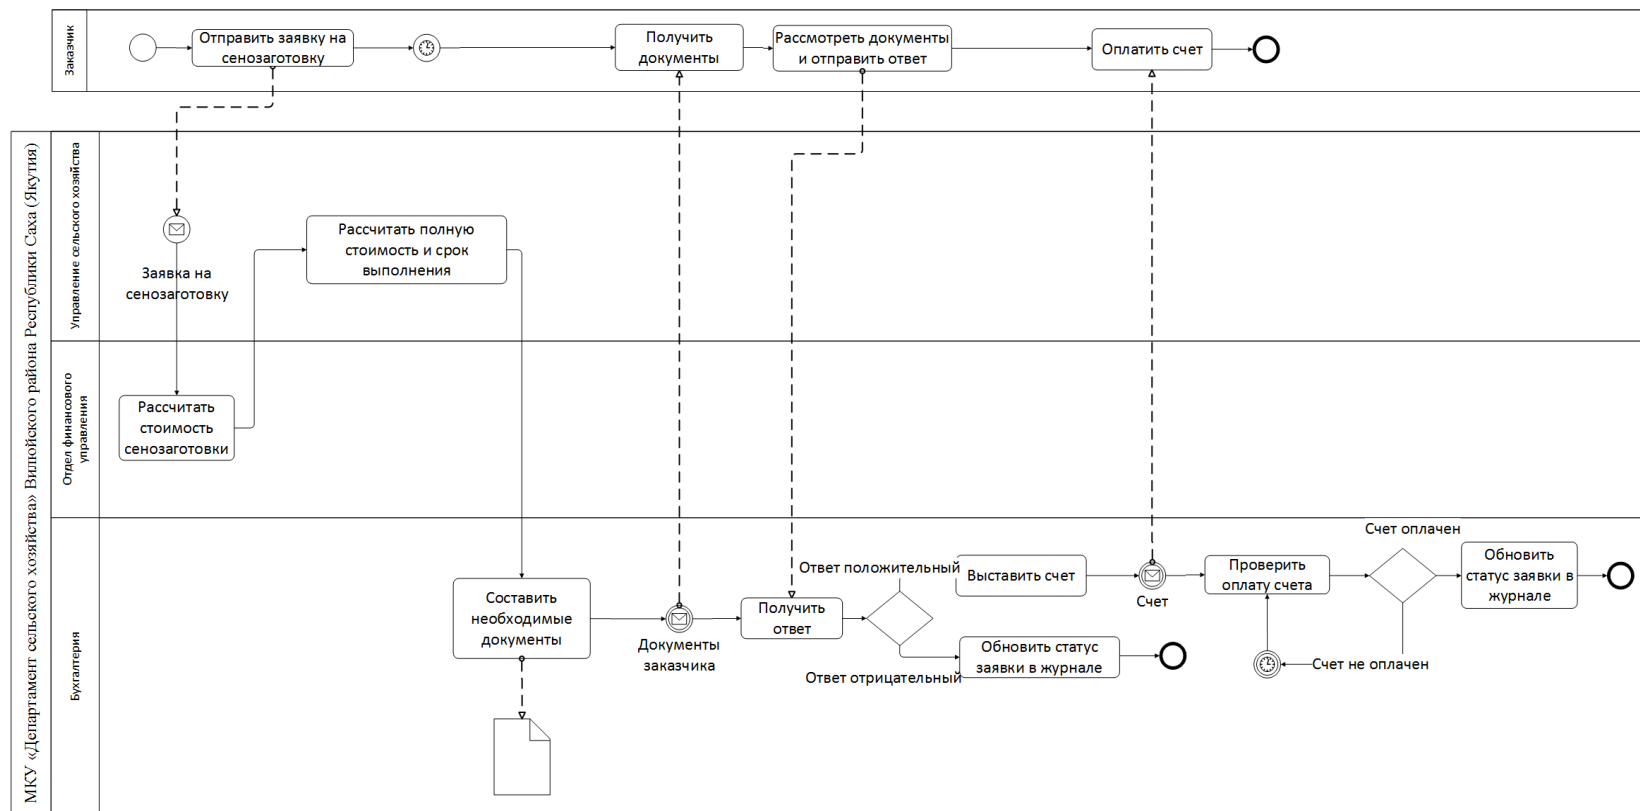 Заказчик
Отправить заявку на
сенозаготовку
Получить
документы
Рассмотреть документы
и отправить ответ
Оплатить счет
МКУ «Департамент сельского хозяйства» Вилюйского района Республики Саха (Якутия)
Управление сельского хозяйства
Заявка на
сенозаготовку
Рассчитать полную
стоимость и срок
выполнения
Отдел финансового
управления
Рассчитать
стоимость
сенозаготовки
Бухгалтерия
Составить
необходимые
документы
Документы
заказчика
Получить
ответ
Ответ положительный
Ответ отрицательный
Выставить счет
Обновить статус
заявки в журнале
Счет
Проверить
оплату счета
Счет оплачен
Счет не оплачен
Обновить
статус заявки в
журнале